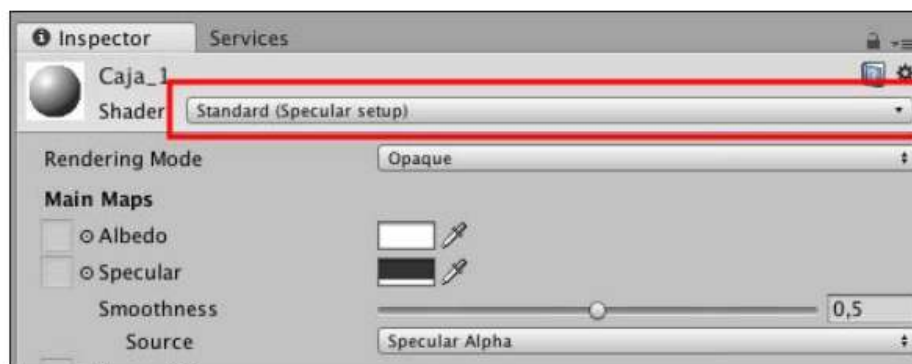 Inspector Services
Caja_1
Shader Standard (Specular setup)
Rendering Mode Opaque
Main Maps
Albedo
Specular
Smoothness 0,5
Source Specular Alpha